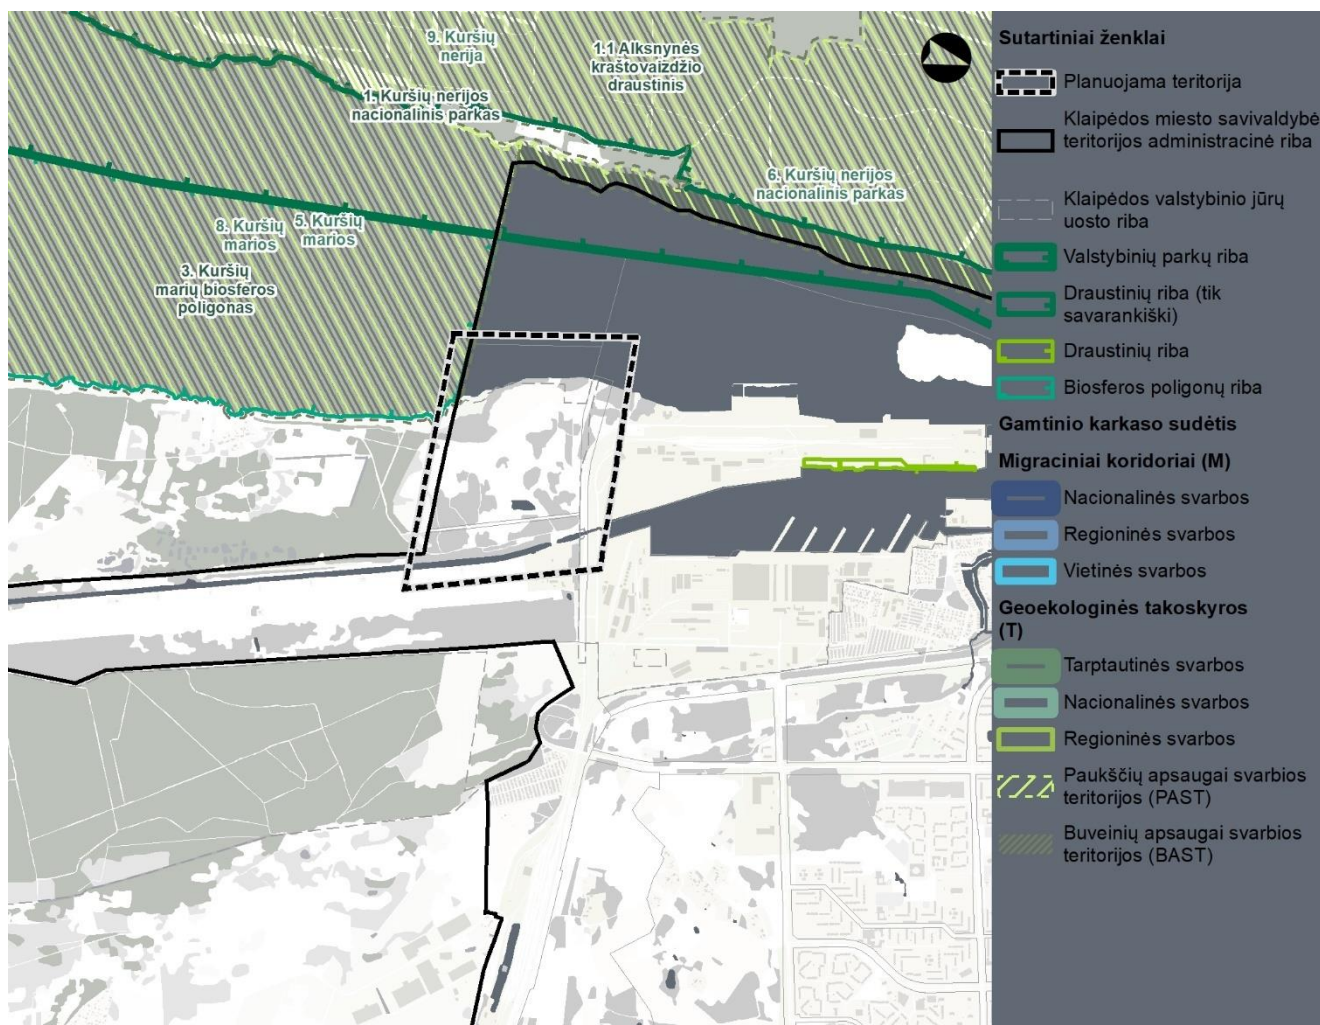 9. Kuršių
nerija
1.1 Alksnynės
kraštovaizdžio
draustinis
1. Kuršių nerijos
nacionalinis parkas
6. Kuršių nerijos
nacionalinis parkas
8. Kuršių
marios
5. Kuršių
marios
3. Kuršių
marių biosferos
poligonas
Sutartiniai ženklai
Planuojama teritorija
Klaipėdos miesto savivaldybė
teritorijos administracinė riba
Klaipėdos valstybinio jūrų
uosto riba
Valstybinių parkų riba
Draustinių riba (tik
savarankiški)
Draustinių riba
Biosferos poligonų riba
Gamtinio karkaso sudėtis
Migraciniai koridoriai (M)
Nacionalinės svarbos
Regioninės svarbos
Vietinės svarbos
Geoekologinės takoskyros
(T)
Tarptautinės svarbos
Nacionalinės svarbos
Regioninės svarbos
Paukščių apsaugai svarbios
teritorijos (PAST)
Buveinių apsaugai svarbios
teritorijos (BAST)